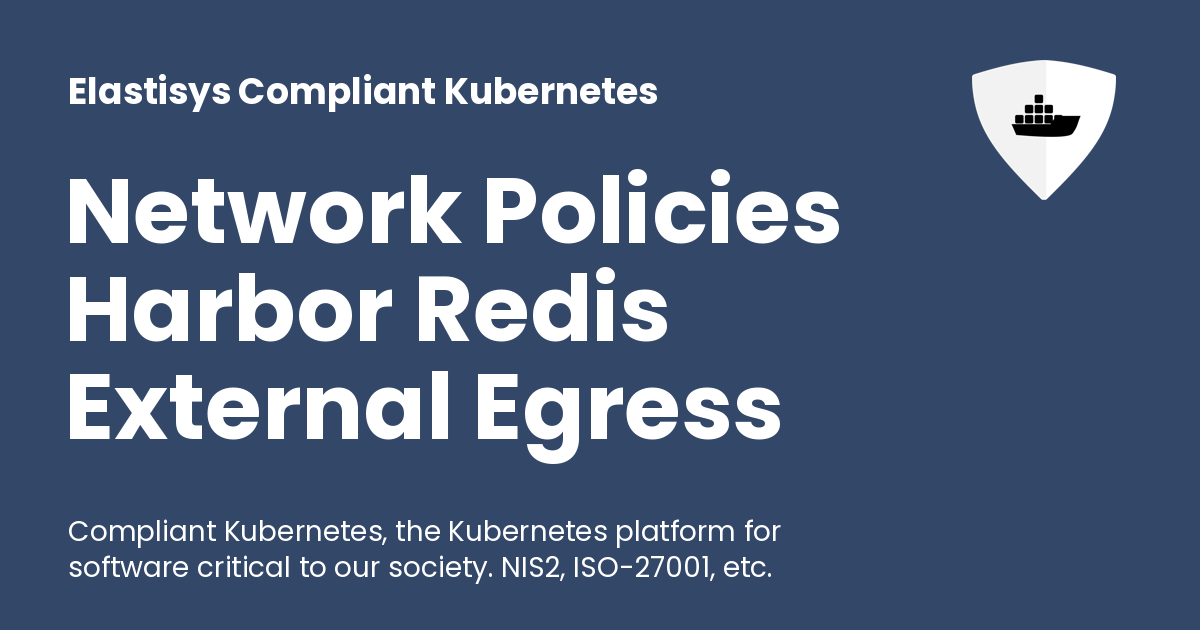 Elastisys Compliant Kubernetes
Network Policies
Harbor Redis
External Egress
Compliant Kubernetes, the Kubernetes platform for
software critical to our society. NIS2, ISO-27001, etc.